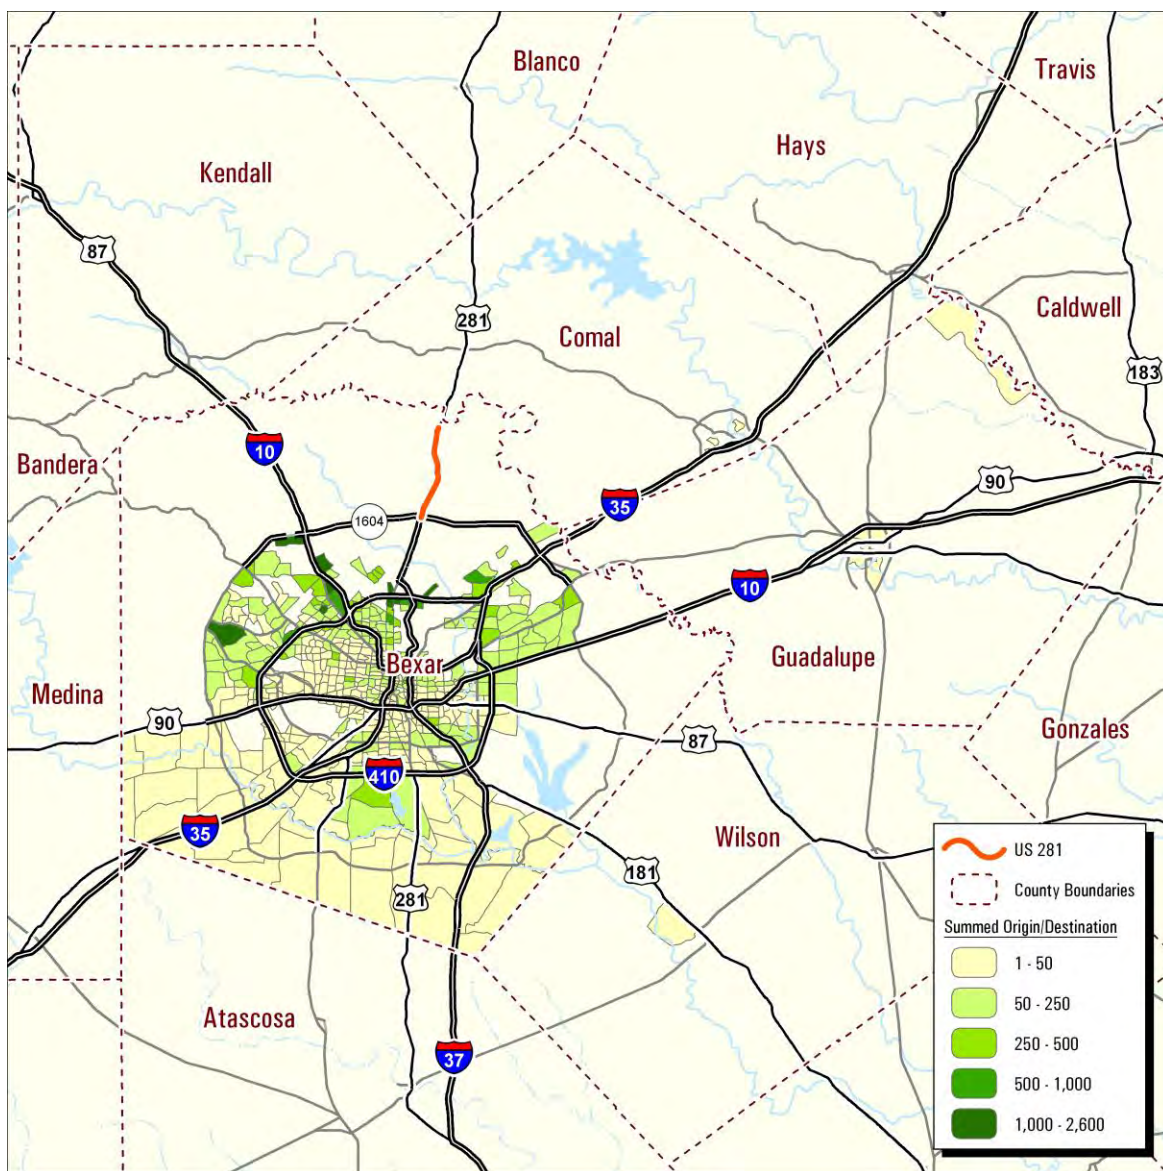 Blanco
Travis
Hays
Kendall
87
281
Caldwell
Comal
183
10
Bandera
90
35
1604
10
Bexar
Guadalupe
Medina
90
87
Gonzales
410
35
Wilson
181
281
Atascosa
37
US 281
County Boundaries
Summed Origin/Destination
1 - 50
50 - 250
250 - 500
500 - 1,000
1,000 - 2,600